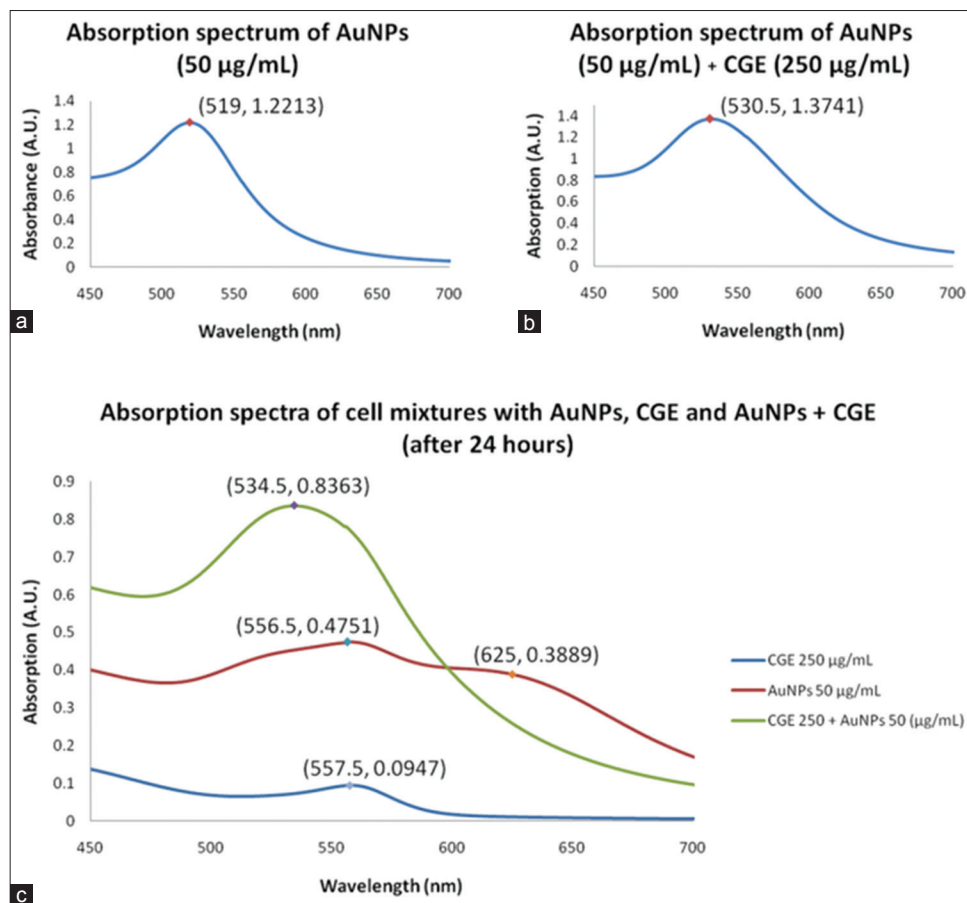 Absorption spectrum of AuNPs
(50 µg/mL)
(519, 1.2213)
1.4
1.2
1
0.8
0.6
0.4
0.2
0
Absorbance (A.U.)
450 500 550 600 650 700
Wavelength (nm)
a
Absorption spectrum of AuNPs
(50 µg/mL) + CGE (250 µg/mL)
(530.5, 1.3741)
1.4
1.2
1
0.8
0.6
0.4
0.2
0
Absorption (A.U.)
450 500 550 600 650 700
Wavelength (nm)
b
Absorption spectra of cell mixtures with AuNPs, CGE and AuNPs + CGE
(after 24 hours)
0.9
0.8
0.7
0.6
0.5
0.4
0.3
0.2
0.1
0
Absorption (A.U.)
(534.5, 0.8363)
(556.5, 0.4751)
(625, 0.3889)
(557.5, 0.0947)
CGE 250 µg/mL
AuNPs 50 µg/mL
CGE 250 + AuNPs 50 (µg/mL)
450 500 550 600 650 700
Wavelength (nm)
c